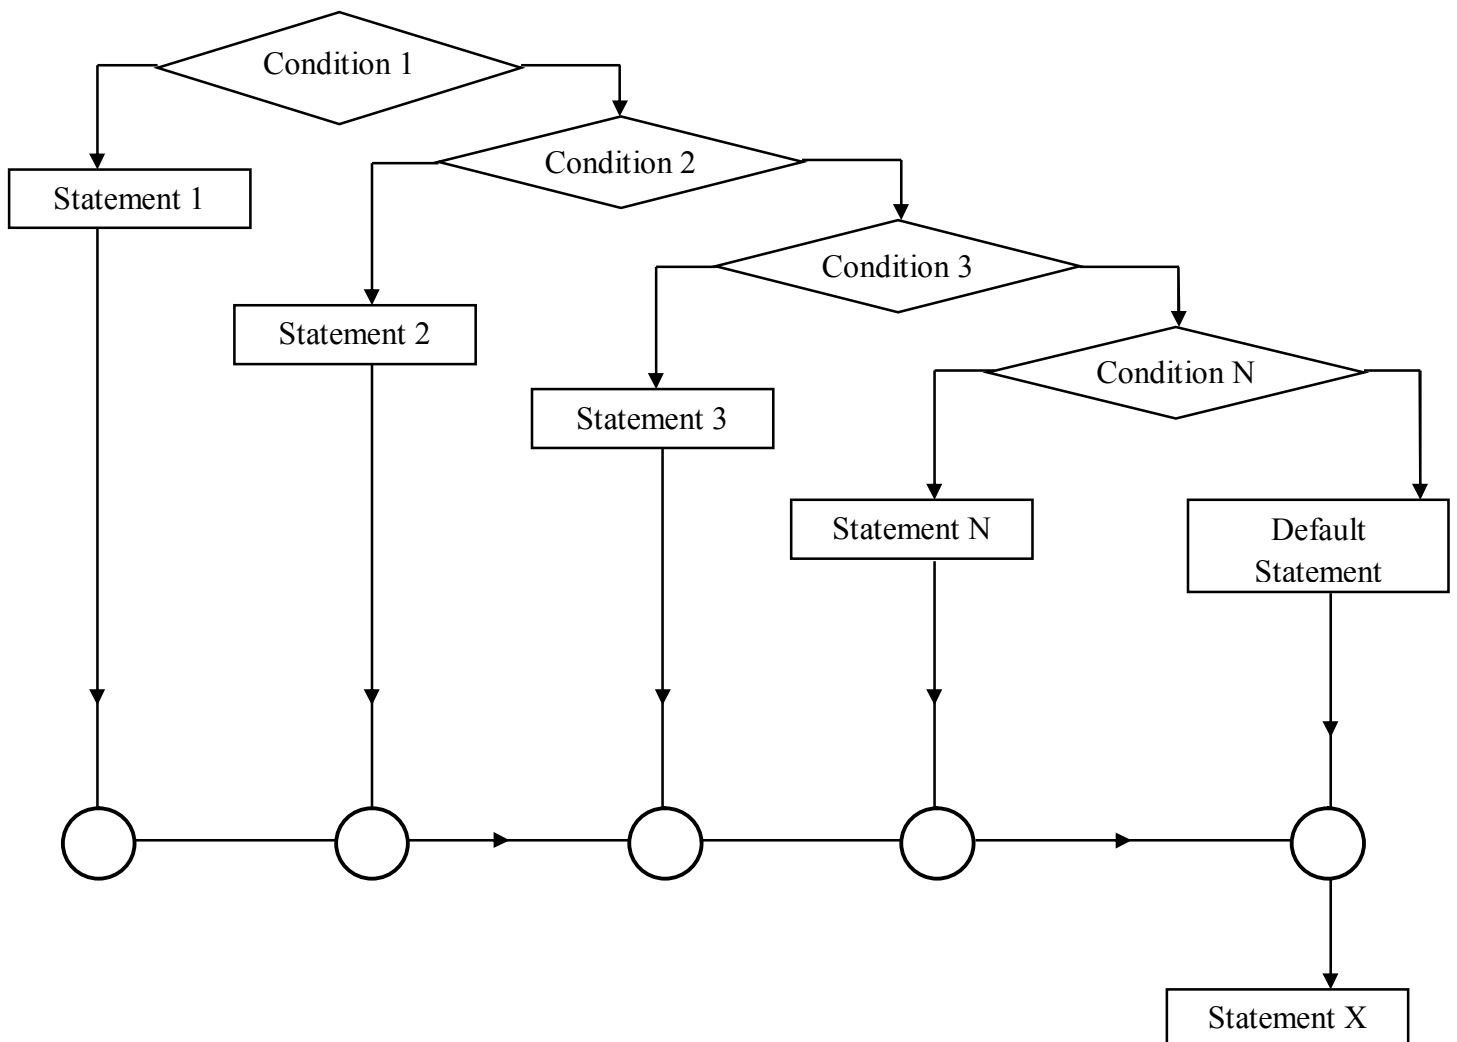 Condition 1
Condition 2
Statement 1
Condition 3
Statement 2
Condition N
Statement 3
Statement N
Default
Statement
Statement X